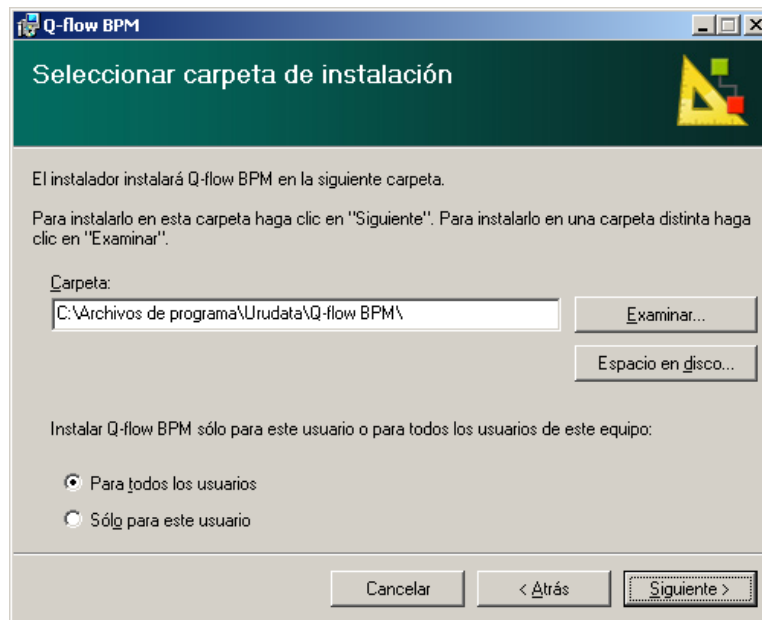 Q-flow BPM
Seleccionar carpeta de instalación
El instalador instalará Q-flow BPM en la siguiente carpeta.
Para instalarlo en esta carpeta haga clic en "Siguiente". Para instalarlo en una carpeta distinta haga
clic en "Examinar".
Carpeta:
C:\Archivos de programa\Urudata\Q-flow BPM\
Examinar...
Espacio en disco...
Instalar Q-flow BPM sólo para este usuario o para todos los usuarios de este equipo:
Para todos los usuarios
Sólo para este usuario
Cancelar
< Atrás
Siguiente >